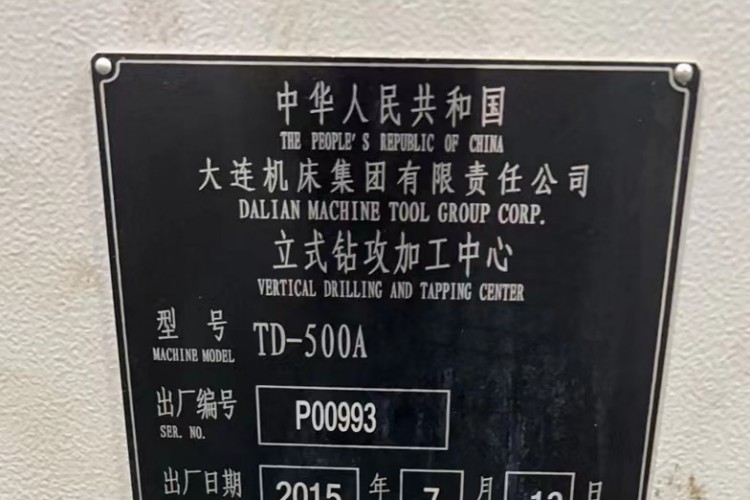 中华人民共和国
THE PEOPLE'S REPUBLIC OF CHINA
大连机床集团有限责任公司
DALIAN MACHINE TOOL GROUP CORP.
立式钻攻加工中心
VERTICAL DRILLING AND TAPPING CENTER
型号 TD-500A
MACHINE MODEL
出厂编号 P00993
SER. NO.
出厂日期 2015 年 7 月 日